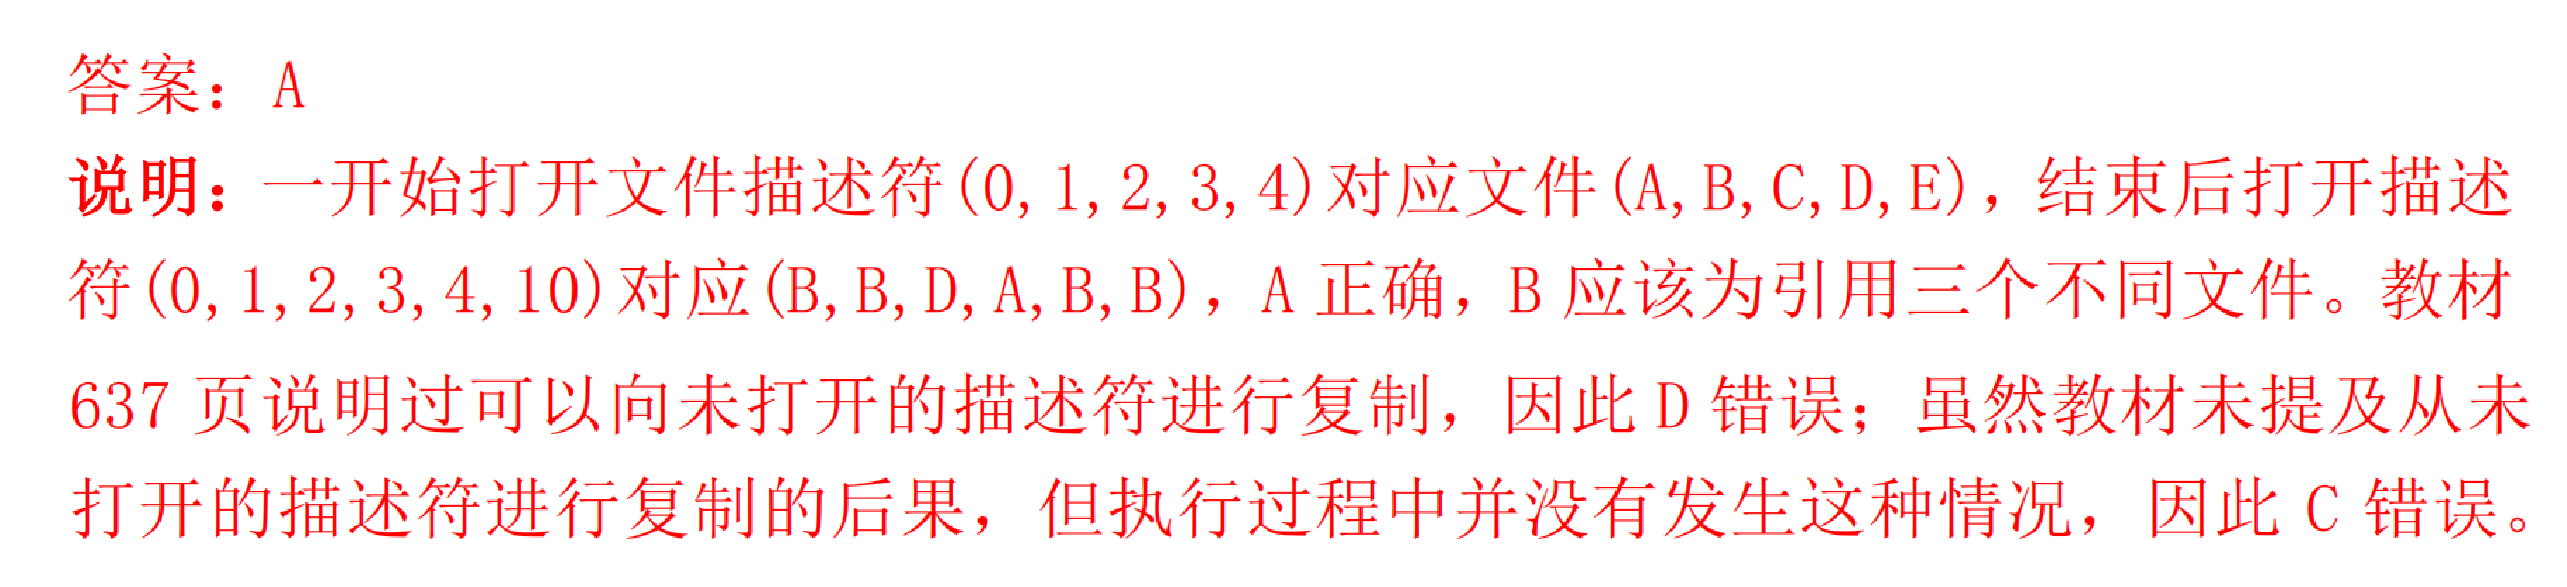 答案： A
说明：一开始打开文件描述符(0,1,2,3,4)对应文件(A,B,C,D,E)，结束后打开描述
符(0,1,2,3,4,10)对应(B,B,D,A,B,B)，A 正确，B 应该为引用三个不同文件。教材
637 页说明过可以向未打开的描述符进行复制，因此 D 错误；虽然教材未提及从未
打开的描述符进行复制的后果，但执行过程中并没有发生这种情况，因此 C 错误。